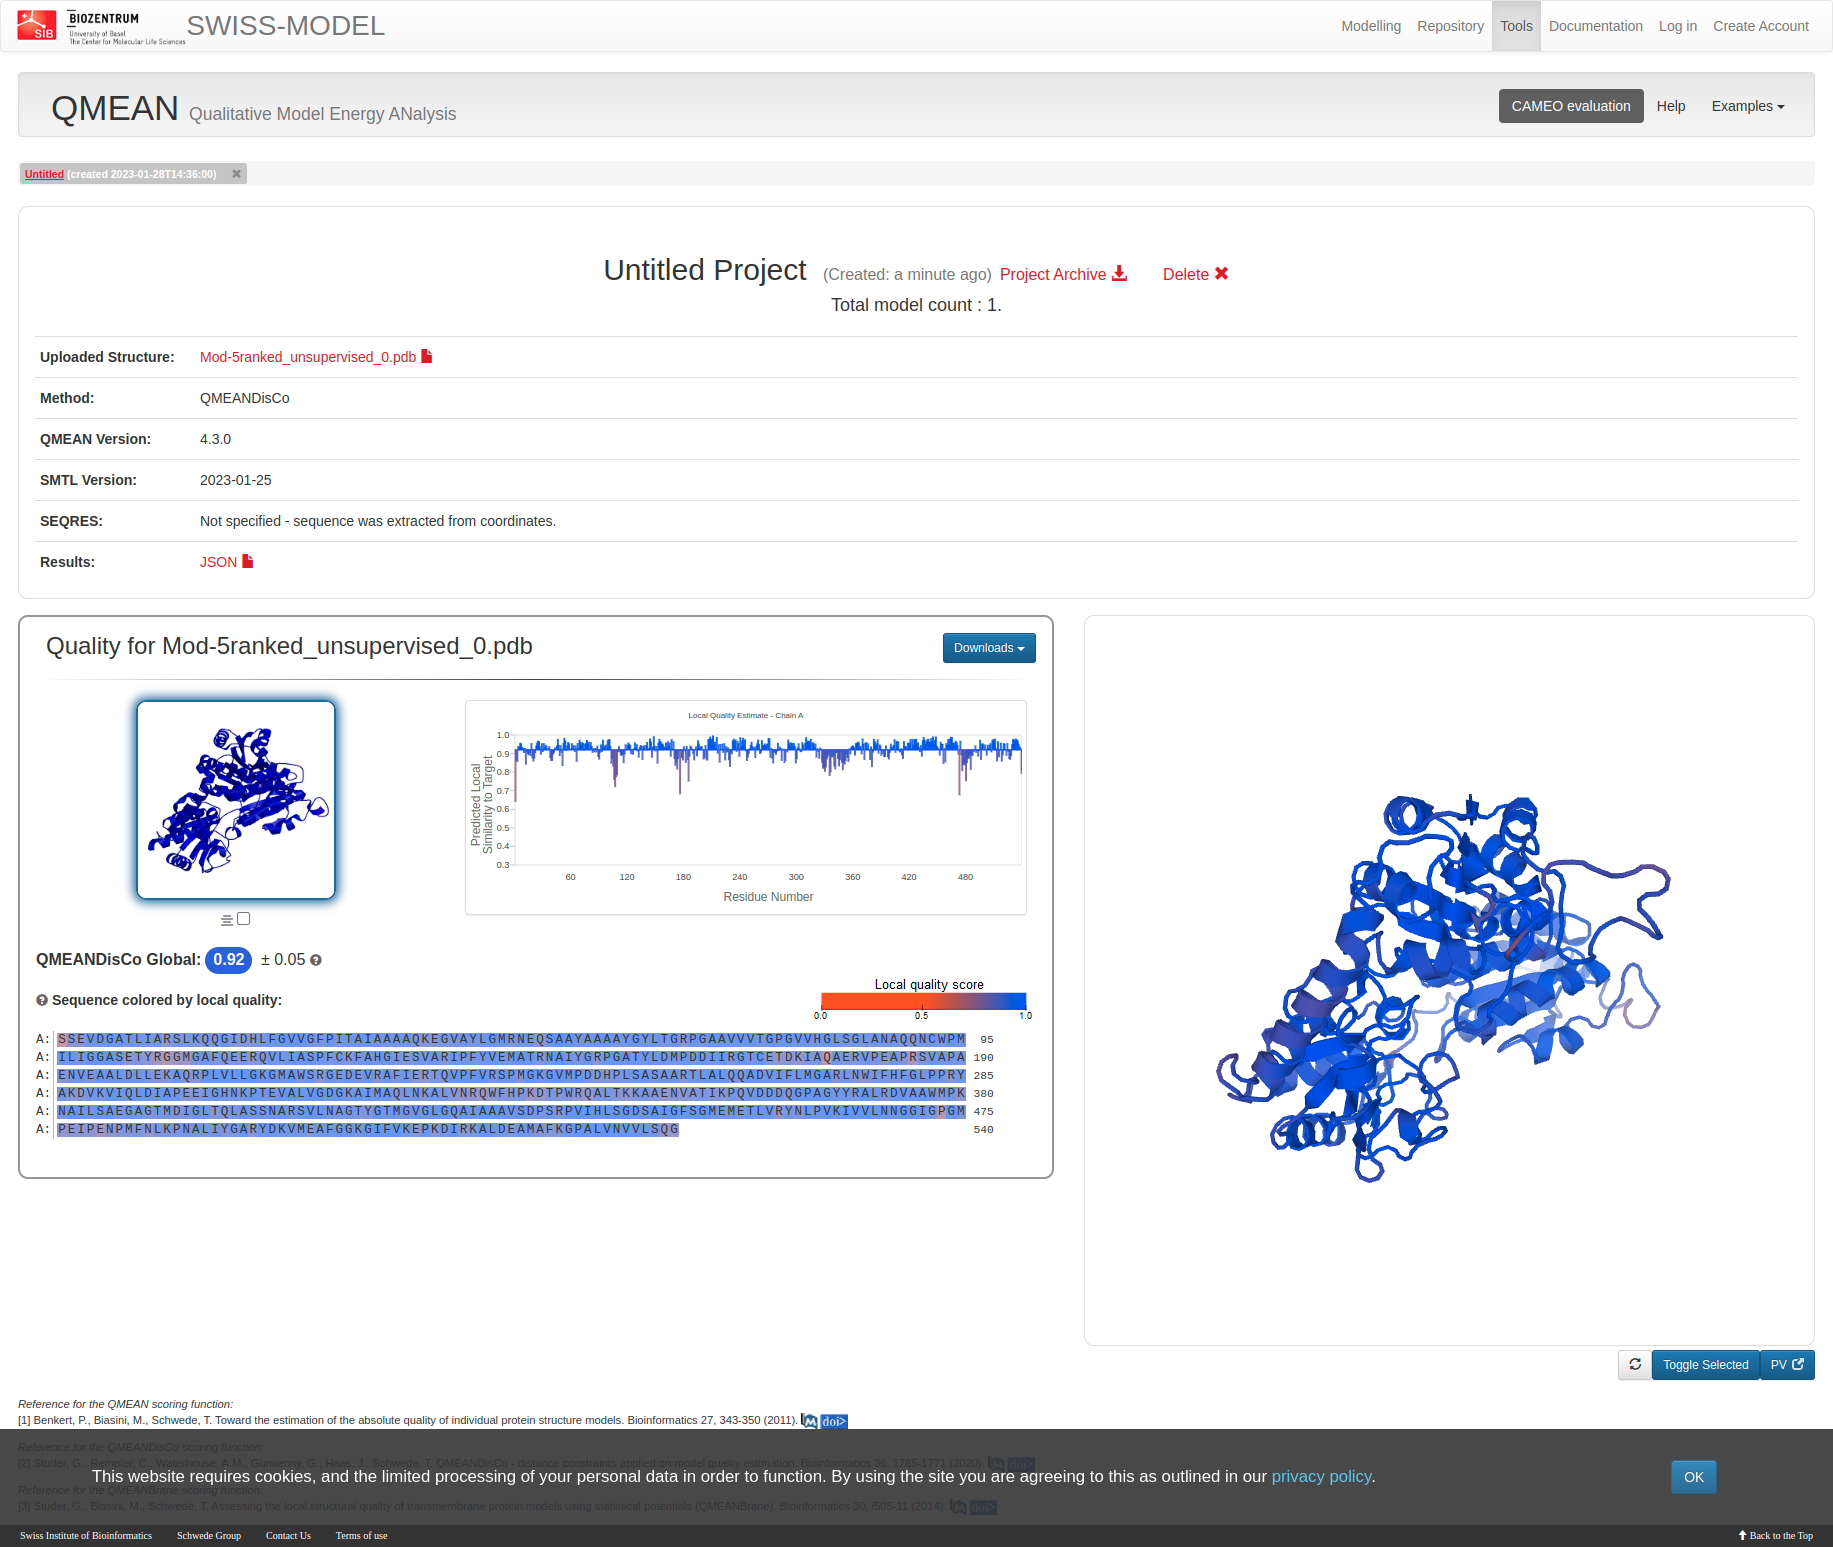 SIB
BIOZENTRUM
University of Basel
The Center for Molecular Life Sciences
SWISS-MODEL
Modelling Repository Tools Documentation Log in Create Account
QMEAN Qualitative Model Energy ANalysis
CAMEO evaluation Help Examples
Untitled (created 2023-01-28T14:36:00)
Untitled Project (Created: a minute ago) Project Archive Delete
Total model count : 1.
Uploaded Structure: Mod-5ranked_unsupervised_0.pdb
Method: QMEANDisCo
QMEAN Version: 4.3.0
SMTL Version: 2023-01-25
SEQRES: Not specified - sequence was extracted from coordinates.
Results: JSON
Quality for Mod-5ranked_unsupervised_0.pdb
Downloads
Local Quality Estimate - Chain A
Predicted Local
Similarity to Target
1.0
0.9
0.8
0.7
0.6
0.5
0.4
0.3
60 120 180 240 300 360 420 480
Residue Number
QMEANDisCo Global: 0.92 ± 0.05
Sequence colored by local quality:
Local quality score
0.0 0.5 1.0
A: SSEVDGATLIARSLKQQGIDHLFGVVGFPITAIAAAAQKEGVAYLGMRNEQSAAYAAAAYGYLTGRPGAAVVVTGPGVVHGLSGLANAQQNCWPM 95
A: ILIGGASETYRGGMGAFQEERQVLIASPFCKFAHGIESVARIPFYVEMATRNAIYGRPGATYLDMPDDIIRGTCETDKIAQAERVPEAPRSVAPA 190
A: ENVEAALDLLEKAQRPLVLLGKGMAWSRGEDEVRAFIERTQVPFVRSPMGKGVMPDDHPLSASAARTLALQQADVIFLMGARLNWIFHFGLPPRY 285
A: AKDVKVIQLDIAPEEIGHNKPTEVALVGDGKAIMAQLNKALVNRQWFHPKDTPWRQALTKKAAENVATIKPQVDDDQGPAGYYRALRDVAAWMPK 380
A: NAILSAEGAGTMDIGLTQLASSNARSVLNAGTYGTMGVGLGQAIAAAVSDPSRPVIHLSGDSAIGFSGMEMETLVRYNLPVKIVVLNNGGIGPGM 475
A: PEIPENPMFNLKPNALIYGARYDKVMEAFGGKGIFVKEPKDIRKALDEAMAFKGPALVNVVLSQG 540
Toggle Selected PV
Reference for the QMEAN scoring function:
[1] Benkert, P., Biasini, M., Schwede, T. Toward the estimation of the absolute quality of individual protein structure models. Bioinformatics 27, 343-350 (2011). M doi>
Reference for the QMEANDisCo scoring function:
[2] Studer, G., Rempfer, C., Waterhouse, A.M., Gumienny, G., Haas, J., Schwede, T. QMEANDisCo - distance constraints applied on model quality estimation. Bioinformatics 36, 1765-1771 (2020). M doi>
This website requires cookies, and the limited processing of your personal data in order to function. By using the site you are agreeing to this as outlined in our privacy policy.
OK
Reference for the QMEANBrane scoring function:
[3] Studer, G., Biasini, M., Schwede, T. Assessing the local structural quality of transmembrane protein models using statistical potentials (QMEANBrane). Bioinformatics 30, i505-11 (2014). M doi>
Swiss Institute of Bioinformatics Schwede Group Contact Us Terms of use
Back to the Top